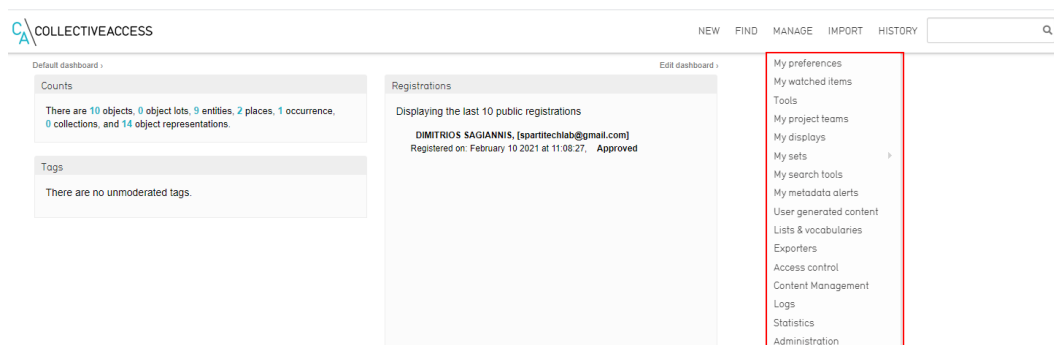 CA COLLECTIVEACCESS
NEW FIND MANAGE IMPORT HISTORY
Default dashboard ›
Edit dashboard ›
Counts
There are 10 objects, 0 object lots, 9 entities, 2 places, 1 occurrence,
0 collections, and 14 object representations.
Tags
There are no unmoderated tags.
Registrations
Displaying the last 10 public registrations
DIMITRIOS SAGIANNIS, [spartitechlab@gmail.com]
Registered on: February 10 2021 at 11:08:27, Approved
My preferences
My watched items
Tools
My project teams
My displays
My sets
My search tools
My metadata alerts
User generated content
Lists & vocabularies
Exporters
Access control
Content Management
Logs
Statistics
Administration